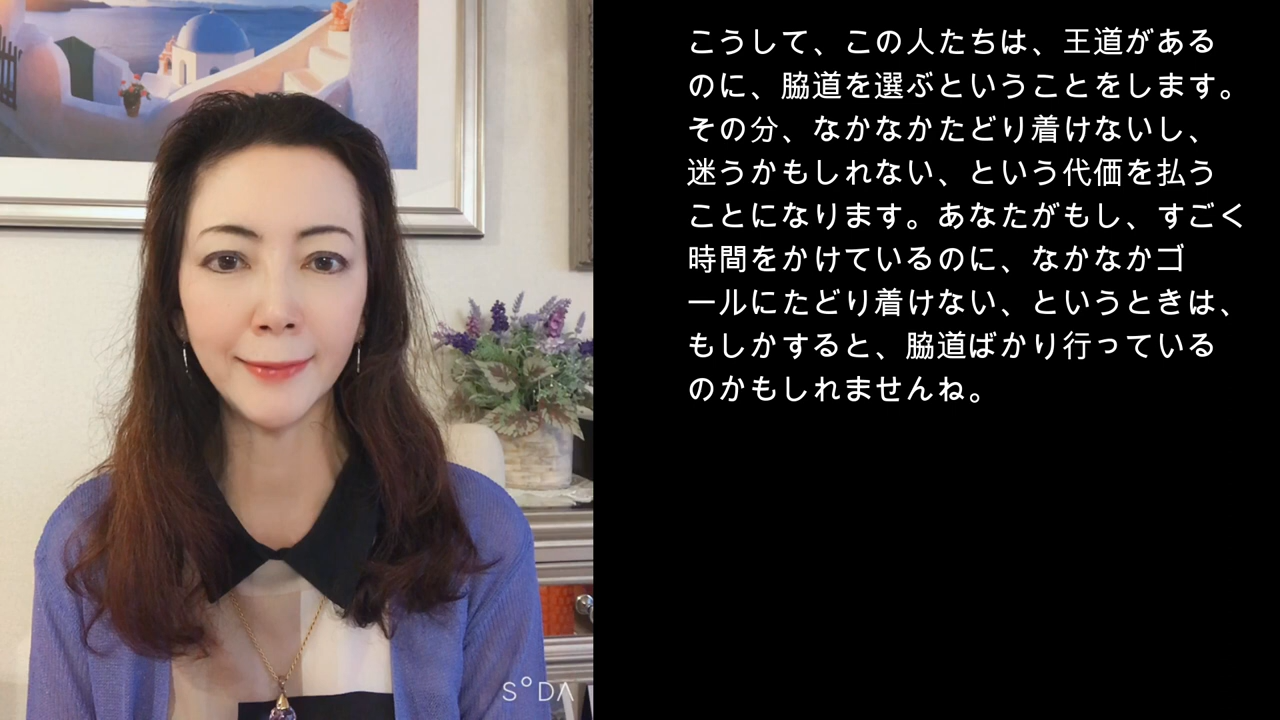 こうして、この人たちは、王道がある
のに、脇道を選ぶということをします。
その分、なかなかたどり着けないし、
迷うかもしれない、という代価を払う
ことになります。あなたがもし、すごく
時間をかけているのに、なかなかゴ
ールにたどり着けない、というときは、
もしかすると、脇道ばかり行っている
のかもしれませんね。
SODA